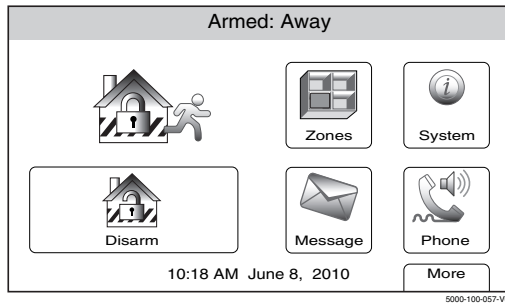 Armed: Away
Zones
System
Disarm
Message
Phone
10:18 AM June 8, 2010
More
5000-100-057-V